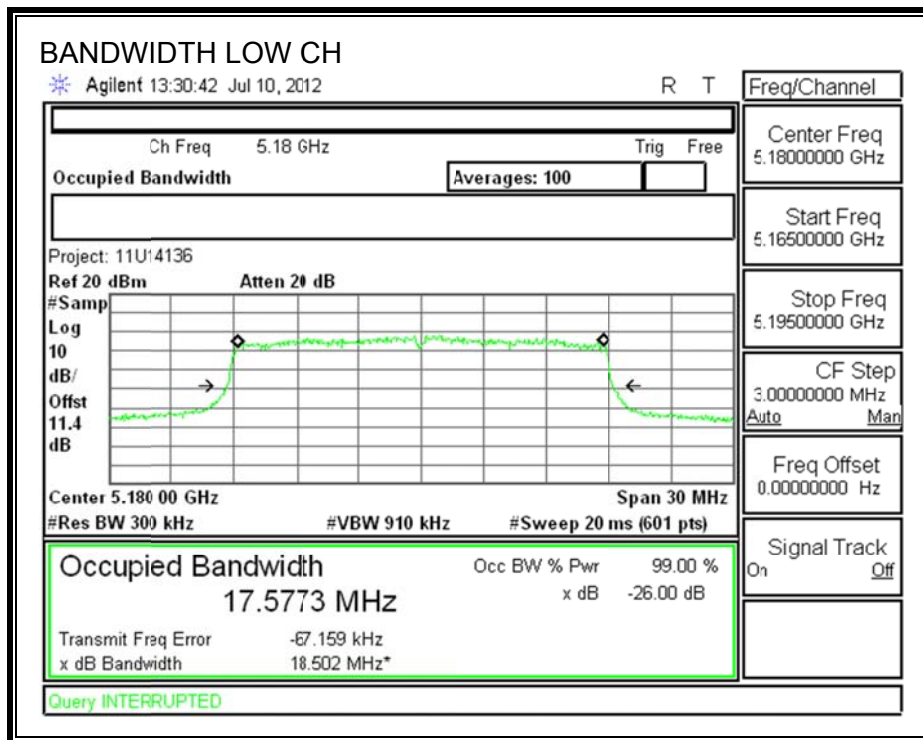 BANDWIDTH LOW CH
Agilent 13:30:42 Jul 10, 2012 R T
Freq/Channel
Ch Freq 5.18 GHz Trig Free
Occupied Bandwidth Averages: 100
Project: 11U14136
Ref 20 dBm Atten 20 dB
#Samp
Log
10
dB/
Offst
11.4
dB
Center 5.180 00 GHz Span 30 MHz
#Res BW 300 kHz #VBW 910 kHz #Sweep 20 ms (601 pts)
Occupied Bandwidth Occ BW % Pwr 99.00 %
17.5773 MHz x dB -26.00 dB
Transmit Freq Error -67.159 kHz
x dB Bandwidth 18.502 MHz*
Query INTERRUPTED
Center Freq
5.18000000 GHz
Start Freq
5.16500000 GHz
Stop Freq
5.19500000 GHz
CF Step
3.00000000 MHz
Auto Man
Freq Offset
0.00000000 Hz
Signal Track
On Off